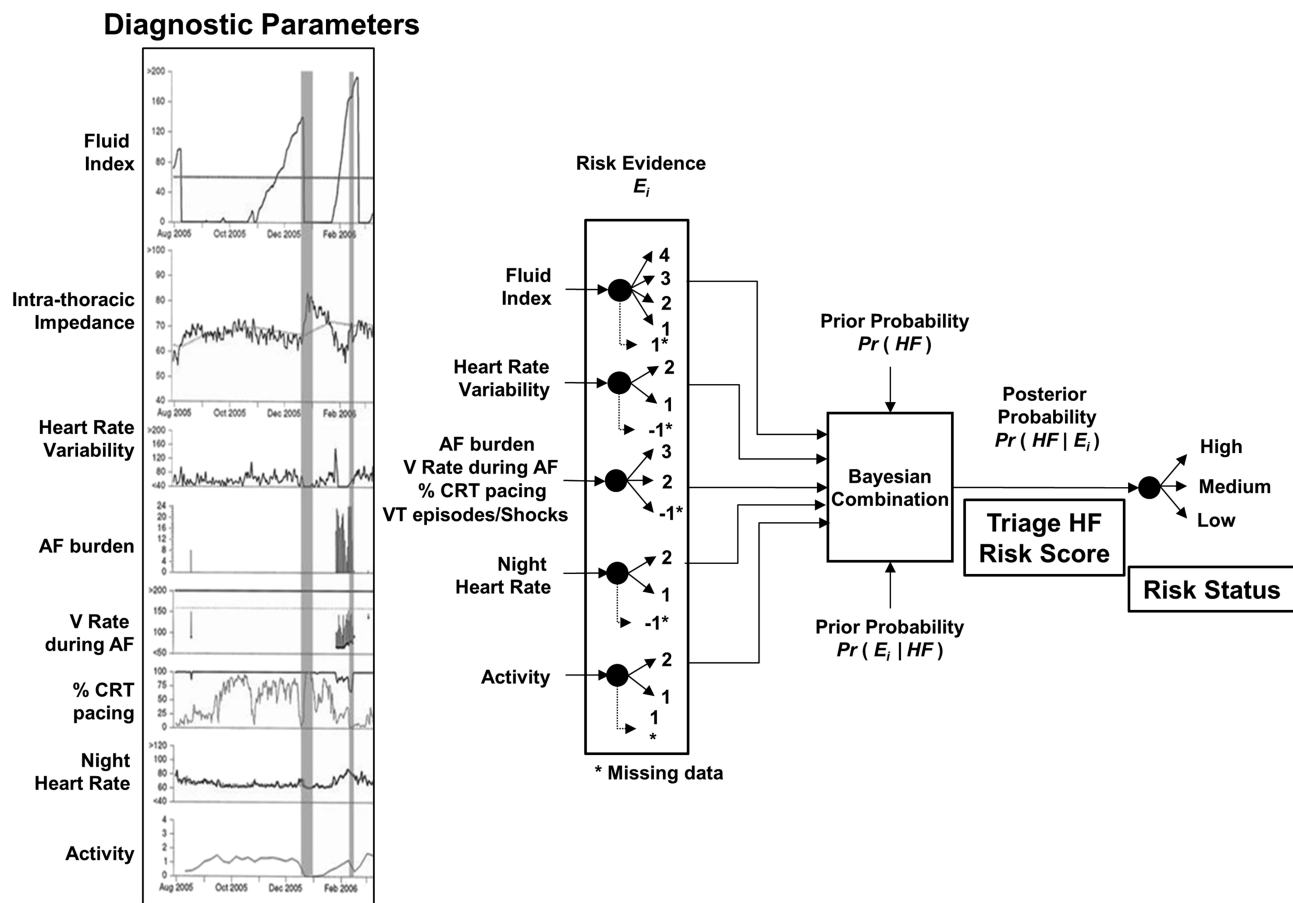 Diagnostic Parameters
Fluid
Index
>200
160
120
80
40
0
Aug 2005
Oct 2005
Dec 2005
Feb 2006
Intra-thoracic
Impedance
>100
90
80
70
60
50
40
Aug 2005
Oct 2005
Dec 2005
Feb 2006
Heart Rate
Variability
>200
160
120
80
<40
AF burden
24
20
16
12
8
4
0
V Rate
during AF
>200
150
100
<50
% CRT
pacing
100
75
50
25
0
Night
Heart Rate
>120
100
80
60
<40
Activity
4
3
2
1
0
Aug 2005
Oct 2005
Dec 2005
Feb 2006
Risk Evidence
Ei
Fluid
Index
4
3
2
1
1*
Heart Rate
Variability
2
1
-1*
AF burden
V Rate during AF
% CRT pacing
VT episodes/Shocks
3
2
-1*
Night
Heart Rate
2
1
-1*
Activity
2
1
1
*
* Missing data
Prior Probability
Pr ( HF )
Bayesian
Combination
Prior Probability
Pr ( Ei | HF )
Posterior
Probability
Pr ( HF | Ei )
Triage HF
Risk Score
High
Medium
Low
Risk Status